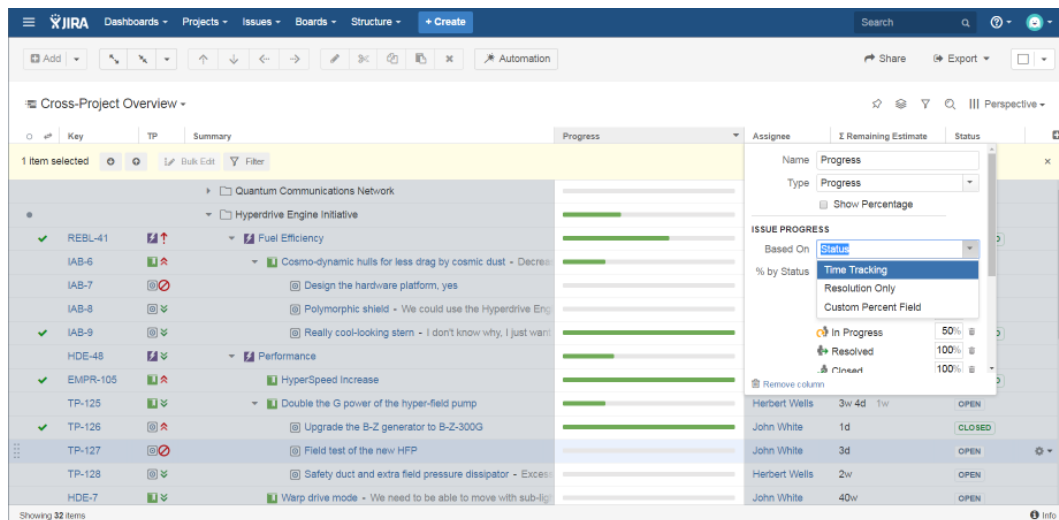 JIRA Dashboards Projects Issues Boards Structure + Create Search
Add Automation Share Export
Cross-Project Overview Perspective
Key TP Summary Progress Assignee Σ Remaining Estimate Status
1 item selected Bulk Edit Filter
Name Progress
Type Progress
Show Percentage
ISSUE PROGRESS
Based On Status
Time Tracking
Resolution Only
Custom Percent Field
% by Status
In Progress 50%
Resolved 100%
Closed 100%
Remove column
Quantum Communications Network
Hyperdrive Engine Initiative
REBL-41 Fuel Efficiency
IAB-6 Cosmo-dynamic hulls for less drag by cosmic dust - Decreas
IAB-7 Design the hardware platform, yes
IAB-8 Polymorphic shield - We could use the Hyperdrive Eng
IAB-9 Really cool-looking stern - I don't know why, I just want
HDE-48 Performance
EMPR-105 HyperSpeed Increase
TP-125 Double the G power of the hyper-field pump Herbert Wells 3w 4d 1w OPEN
TP-126 Upgrade the B-Z generator to B-Z-300G John White 1d CLOSED
TP-127 Field test of the new HFP John White 3d OPEN
TP-128 Safety duct and extra field pressure dissipator - Exces Herbert Wells 2w OPEN
HDE-7 Warp drive mode - We need to be able to move with sub-lig John White 40w OPEN
Showing 32 items Info